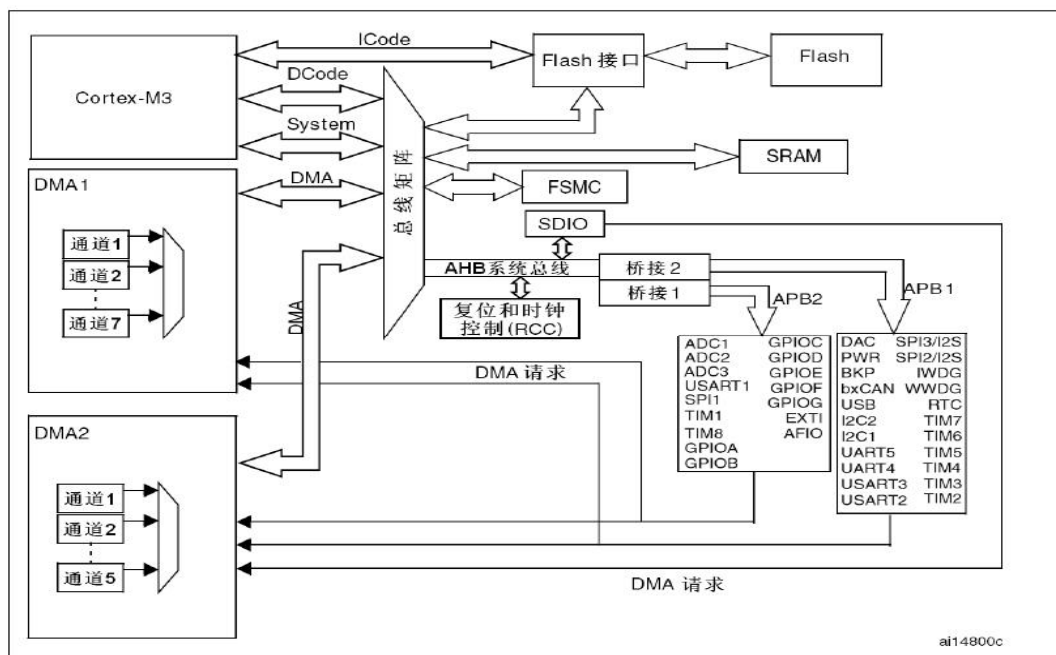 ICode
Cortex-M3
DCode
System
Flash 接口
Flash
SRAM
FSMC
DMA1
DMA
总线矩阵
通道1
通道2
通道7
SDIO
AHB系统总线
桥接2
桥接1
APB2
APB1
复位和时钟
控制(RCC)
DMA
DMA 请求
ADC1
ADC2
ADC3
USART1
SPI1
TIM1
TIM8
GPIOA
GPIOB
GPIOC
GPIOD
GPIOE
GPIOF
GPIOG
EXTI
AFIO
DAC
PWR
BKP
bxCAN
USB
I2C2
I2C1
UART5
UART4
USART3
USART2
SPI3/I2S
SPI2/I2S
IWDG
WWDG
RTC
TIM7
TIM6
TIM5
TIM4
TIM3
TIM2
DMA2
通道1
通道2
通道5
DMA 请求
ai14800c